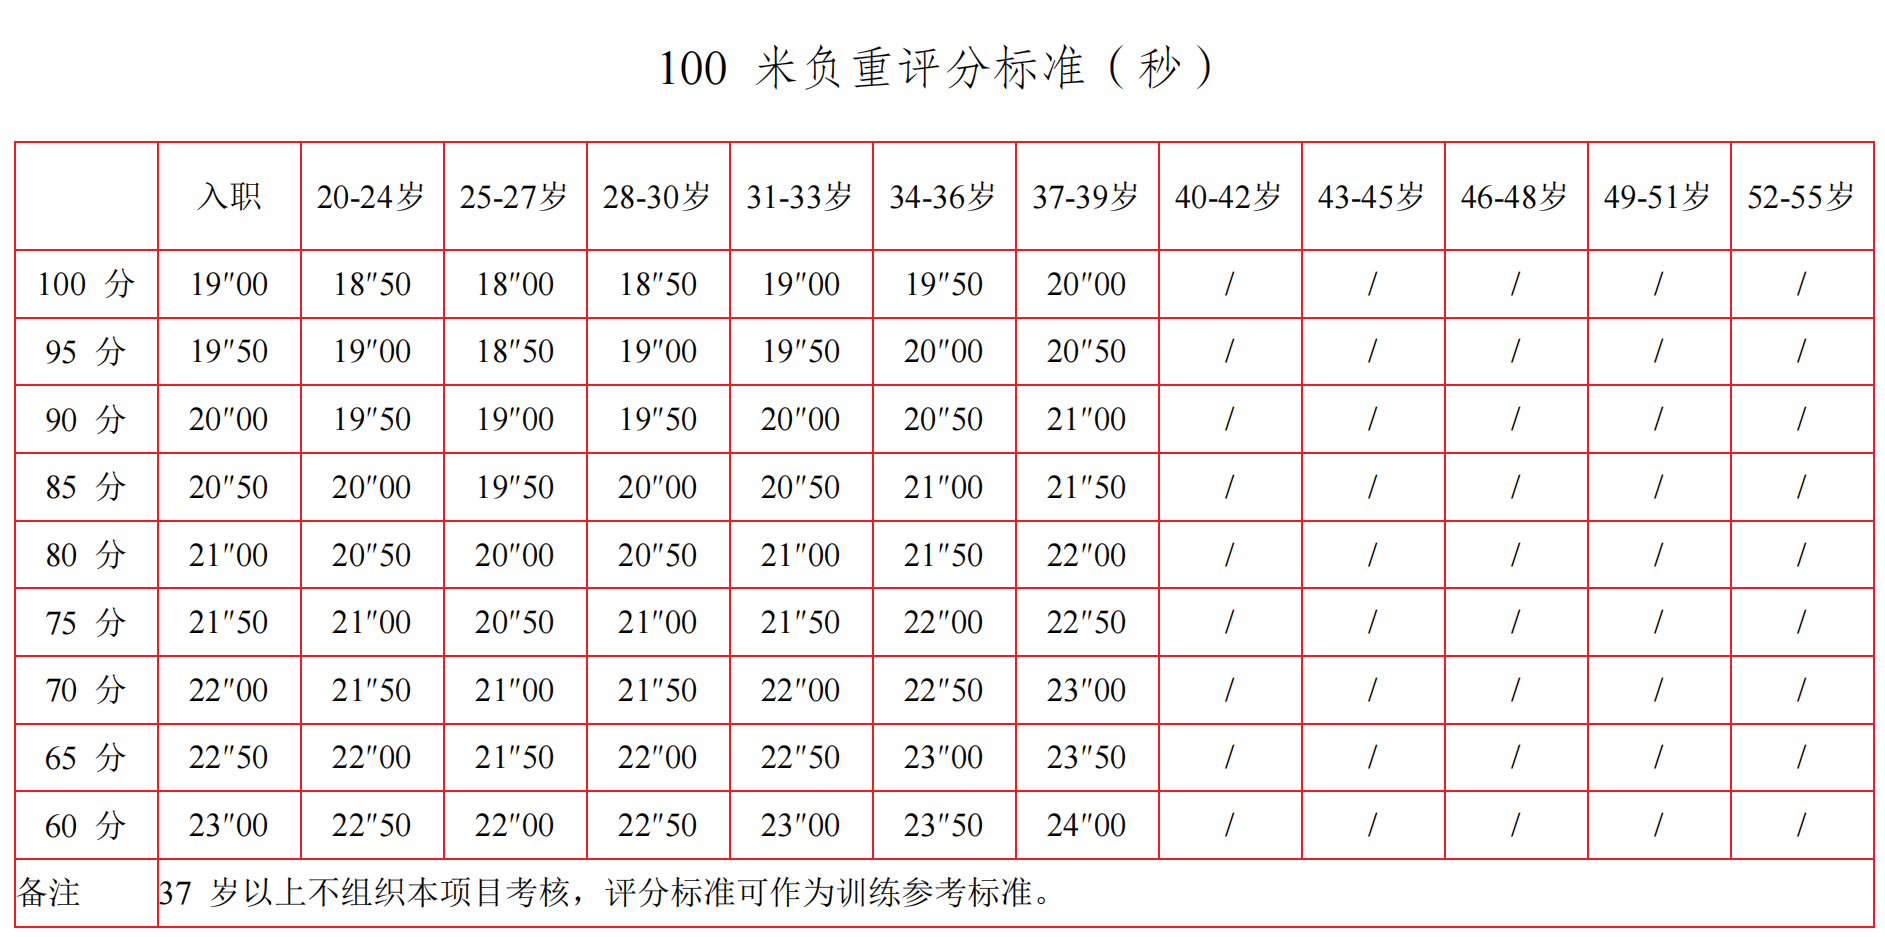 100 米负重评分标准（秒）
入职 20-24岁 25-27岁 28-30岁 31-33岁 34-36岁 37-39岁 40-42岁 43-45岁 46-48岁 49-51岁 52-55岁
100 分 19″00 18″50 18″00 18″50 19″00 19″50 20″00 / / / / /
95 分 19″50 19″00 18″50 19″00 19″50 20″00 20″50 / / / / /
90 分 20″00 19″50 19″00 19″50 20″00 20″50 21″00 / / / / /
85 分 20″50 20″00 19″50 20″00 20″50 21″00 21″50 / / / / /
80 分 21″00 20″50 20″00 20″50 21″00 21″50 22″00 / / / / /
75 分 21″50 21″00 20″50 21″00 21″50 22″00 22″50 / / / / /
70 分 22″00 21″50 21″00 21″50 22″00 22″50 23″00 / / / / /
65 分 22″50 22″00 21″50 22″00 22″50 23″00 23″50 / / / / /
60 分 23″00 22″50 22″00 22″50 23″00 23″50 24″00 / / / / /
备注 37 岁以上不组织本项目考核，评分标准可作为训练参考标准。